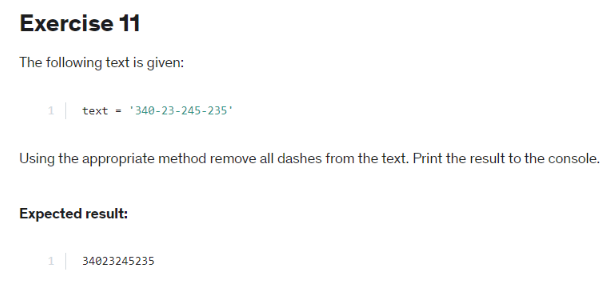 Exercise 11
The following text is given:
1 text = '340-23-245-235'
Using the appropriate method remove all dashes from the text. Print the result to the console.
Expected result:
1 34023245235